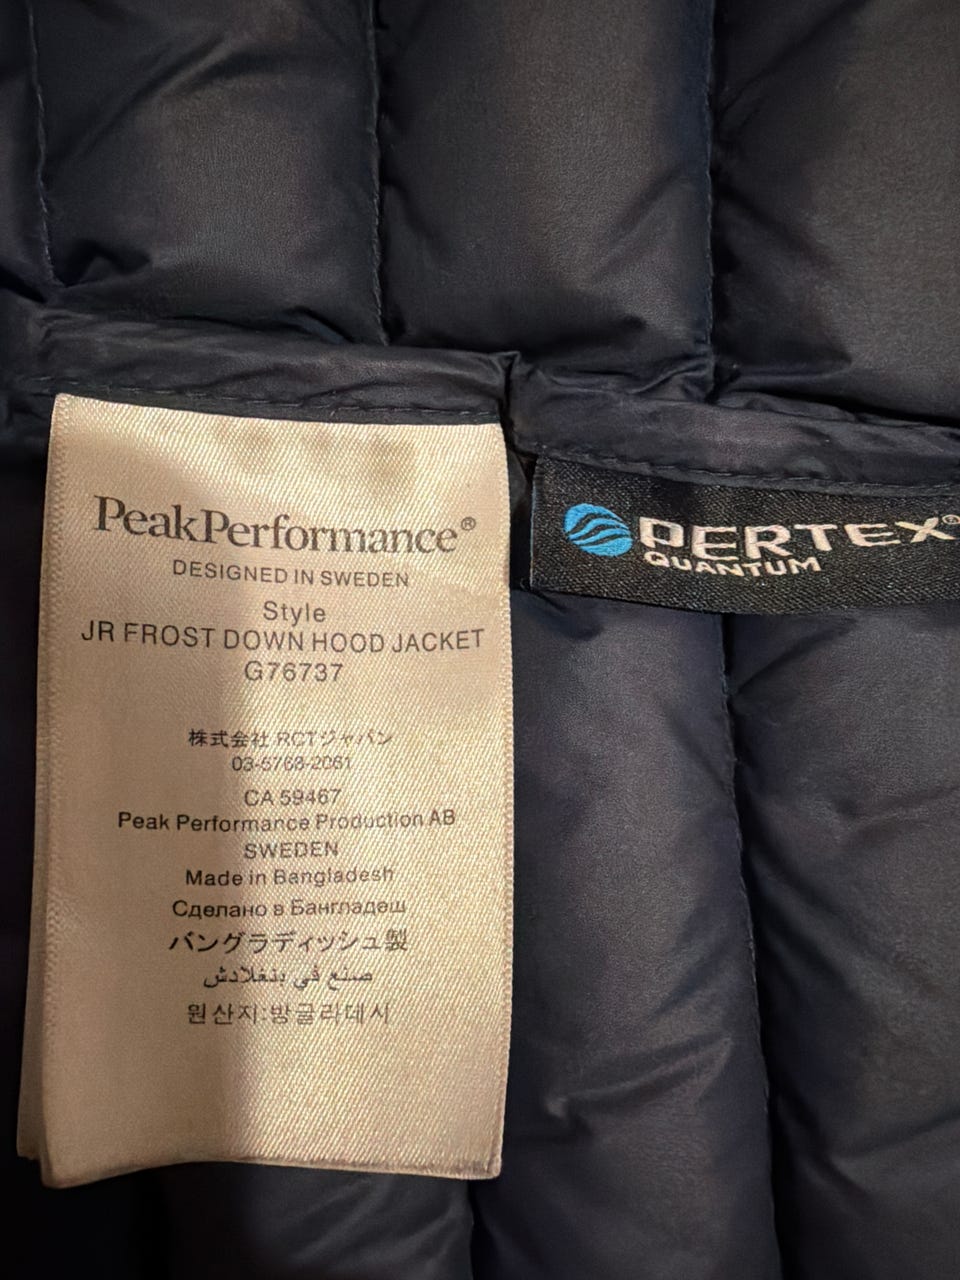 PeakPerformance®
DESIGNED IN SWEDEN
Style
JR FROST DOWN HOOD JACKET
G76737
株式会社 RCTジャパン
03-5768-2061
CA 59467
Peak Performance Production AB
SWEDEN
Made in Bangladesh
Сделано в Бангладеш
バングラディッシュ製
صنع في بنغلادش
원산지:방글라데시
PERTEX®
QUANTUM